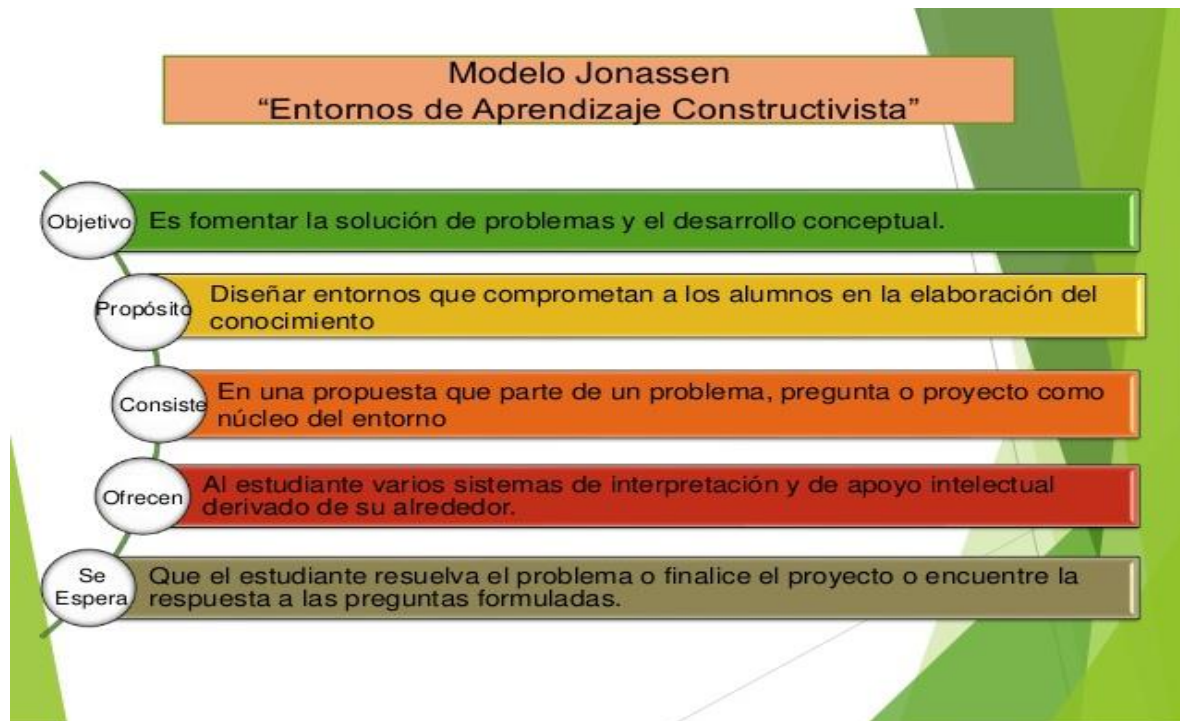 Modelo Jonassen
“Entornos de Aprendizaje Constructivista”
Objetivo
Es fomentar la solución de problemas y el desarrollo conceptual.
Propósito
Diseñar entornos que comprometan a los alumnos en la elaboración del
conocimiento
Consiste
En una propuesta que parte de un problema, pregunta o proyecto como
núcleo del entorno
Ofrecen
Al estudiante varios sistemas de interpretación y de apoyo intelectual
derivado de su alrededor.
Se
Espera
Que el estudiante resuelva el problema o finalice el proyecto o encuentre la
respuesta a las preguntas formuladas.